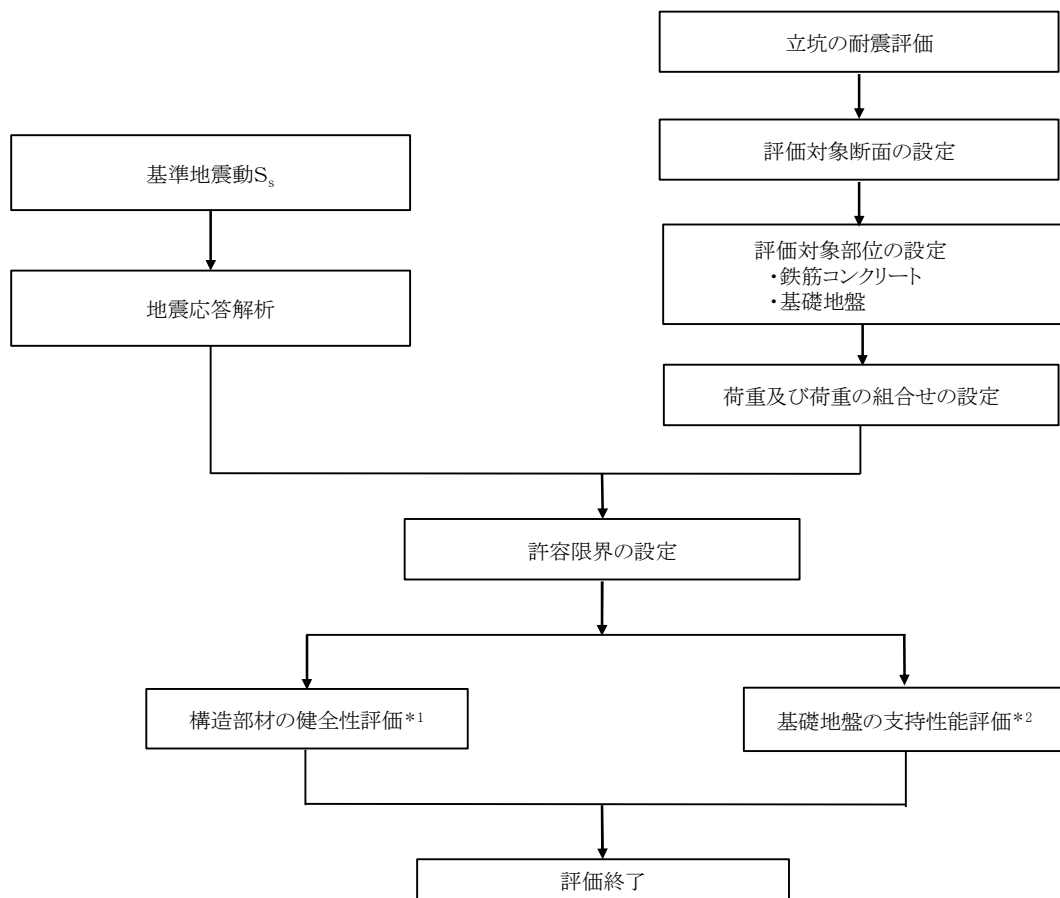 立坑の耐震評価
評価対象断面の設定
基準地震動Ss
評価対象部位の設定
・鉄筋コンクリート
・基礎地盤
地震応答解析
荷重及び荷重の組合せの設定
許容限界の設定
構造部材の健全性評価*1
基礎地盤の支持性能評価*2
評価終了